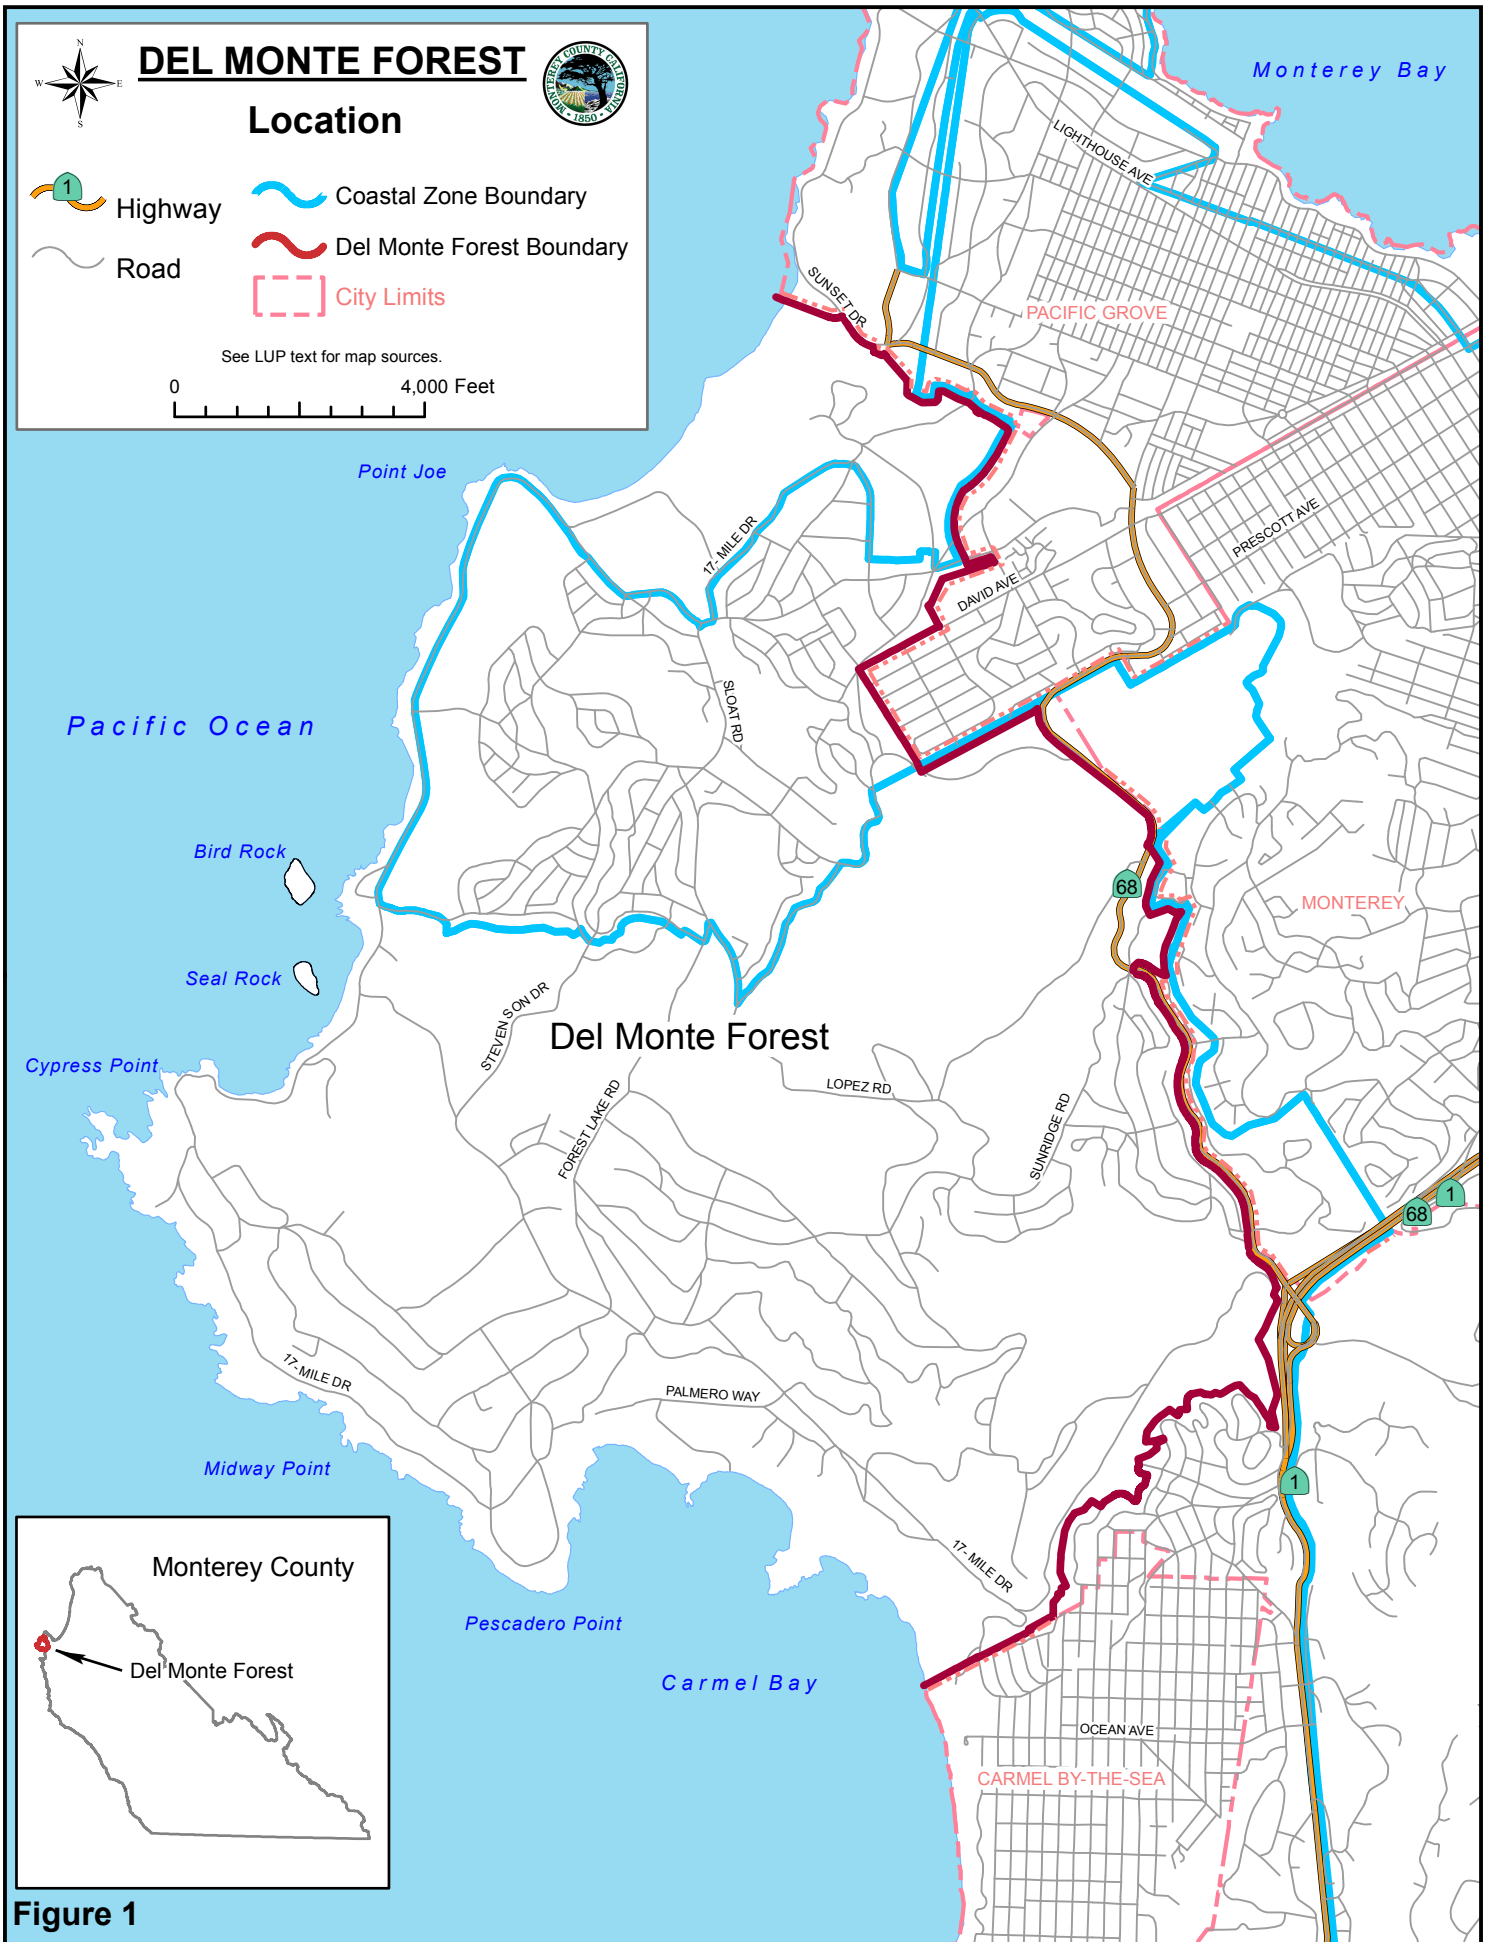 DEL MONTE FOREST
Location
N
W
E
S
MONTEREY COUNTY CALIFORNIA
• 1850 •
1
Highway
Road
Coastal Zone Boundary
Del Monte Forest Boundary
City Limits
See LUP text for map sources.
0 4,000 Feet
Monterey Bay
LIGHTHOUSE AVE
SUNSET DR
PACIFIC GROVE
Point Joe
17- MILE DR
PRESCOTT AVE
DAVID AVE
SLOAT RD
Pacific Ocean
Bird Rock
68
MONTEREY
Seal Rock
STEVENSON DR
Del Monte Forest
Cypress Point
LOPEZ RD
FOREST LAKE RD
SUNRIDGE RD
1
68
17- MILE DR
PALMERO WAY
Midway Point
1
17- MILE DR
Monterey County
Del Monte Forest
Pescadero Point
Carmel Bay
OCEAN AVE
CARMEL BY-THE-SEA
Figure 1